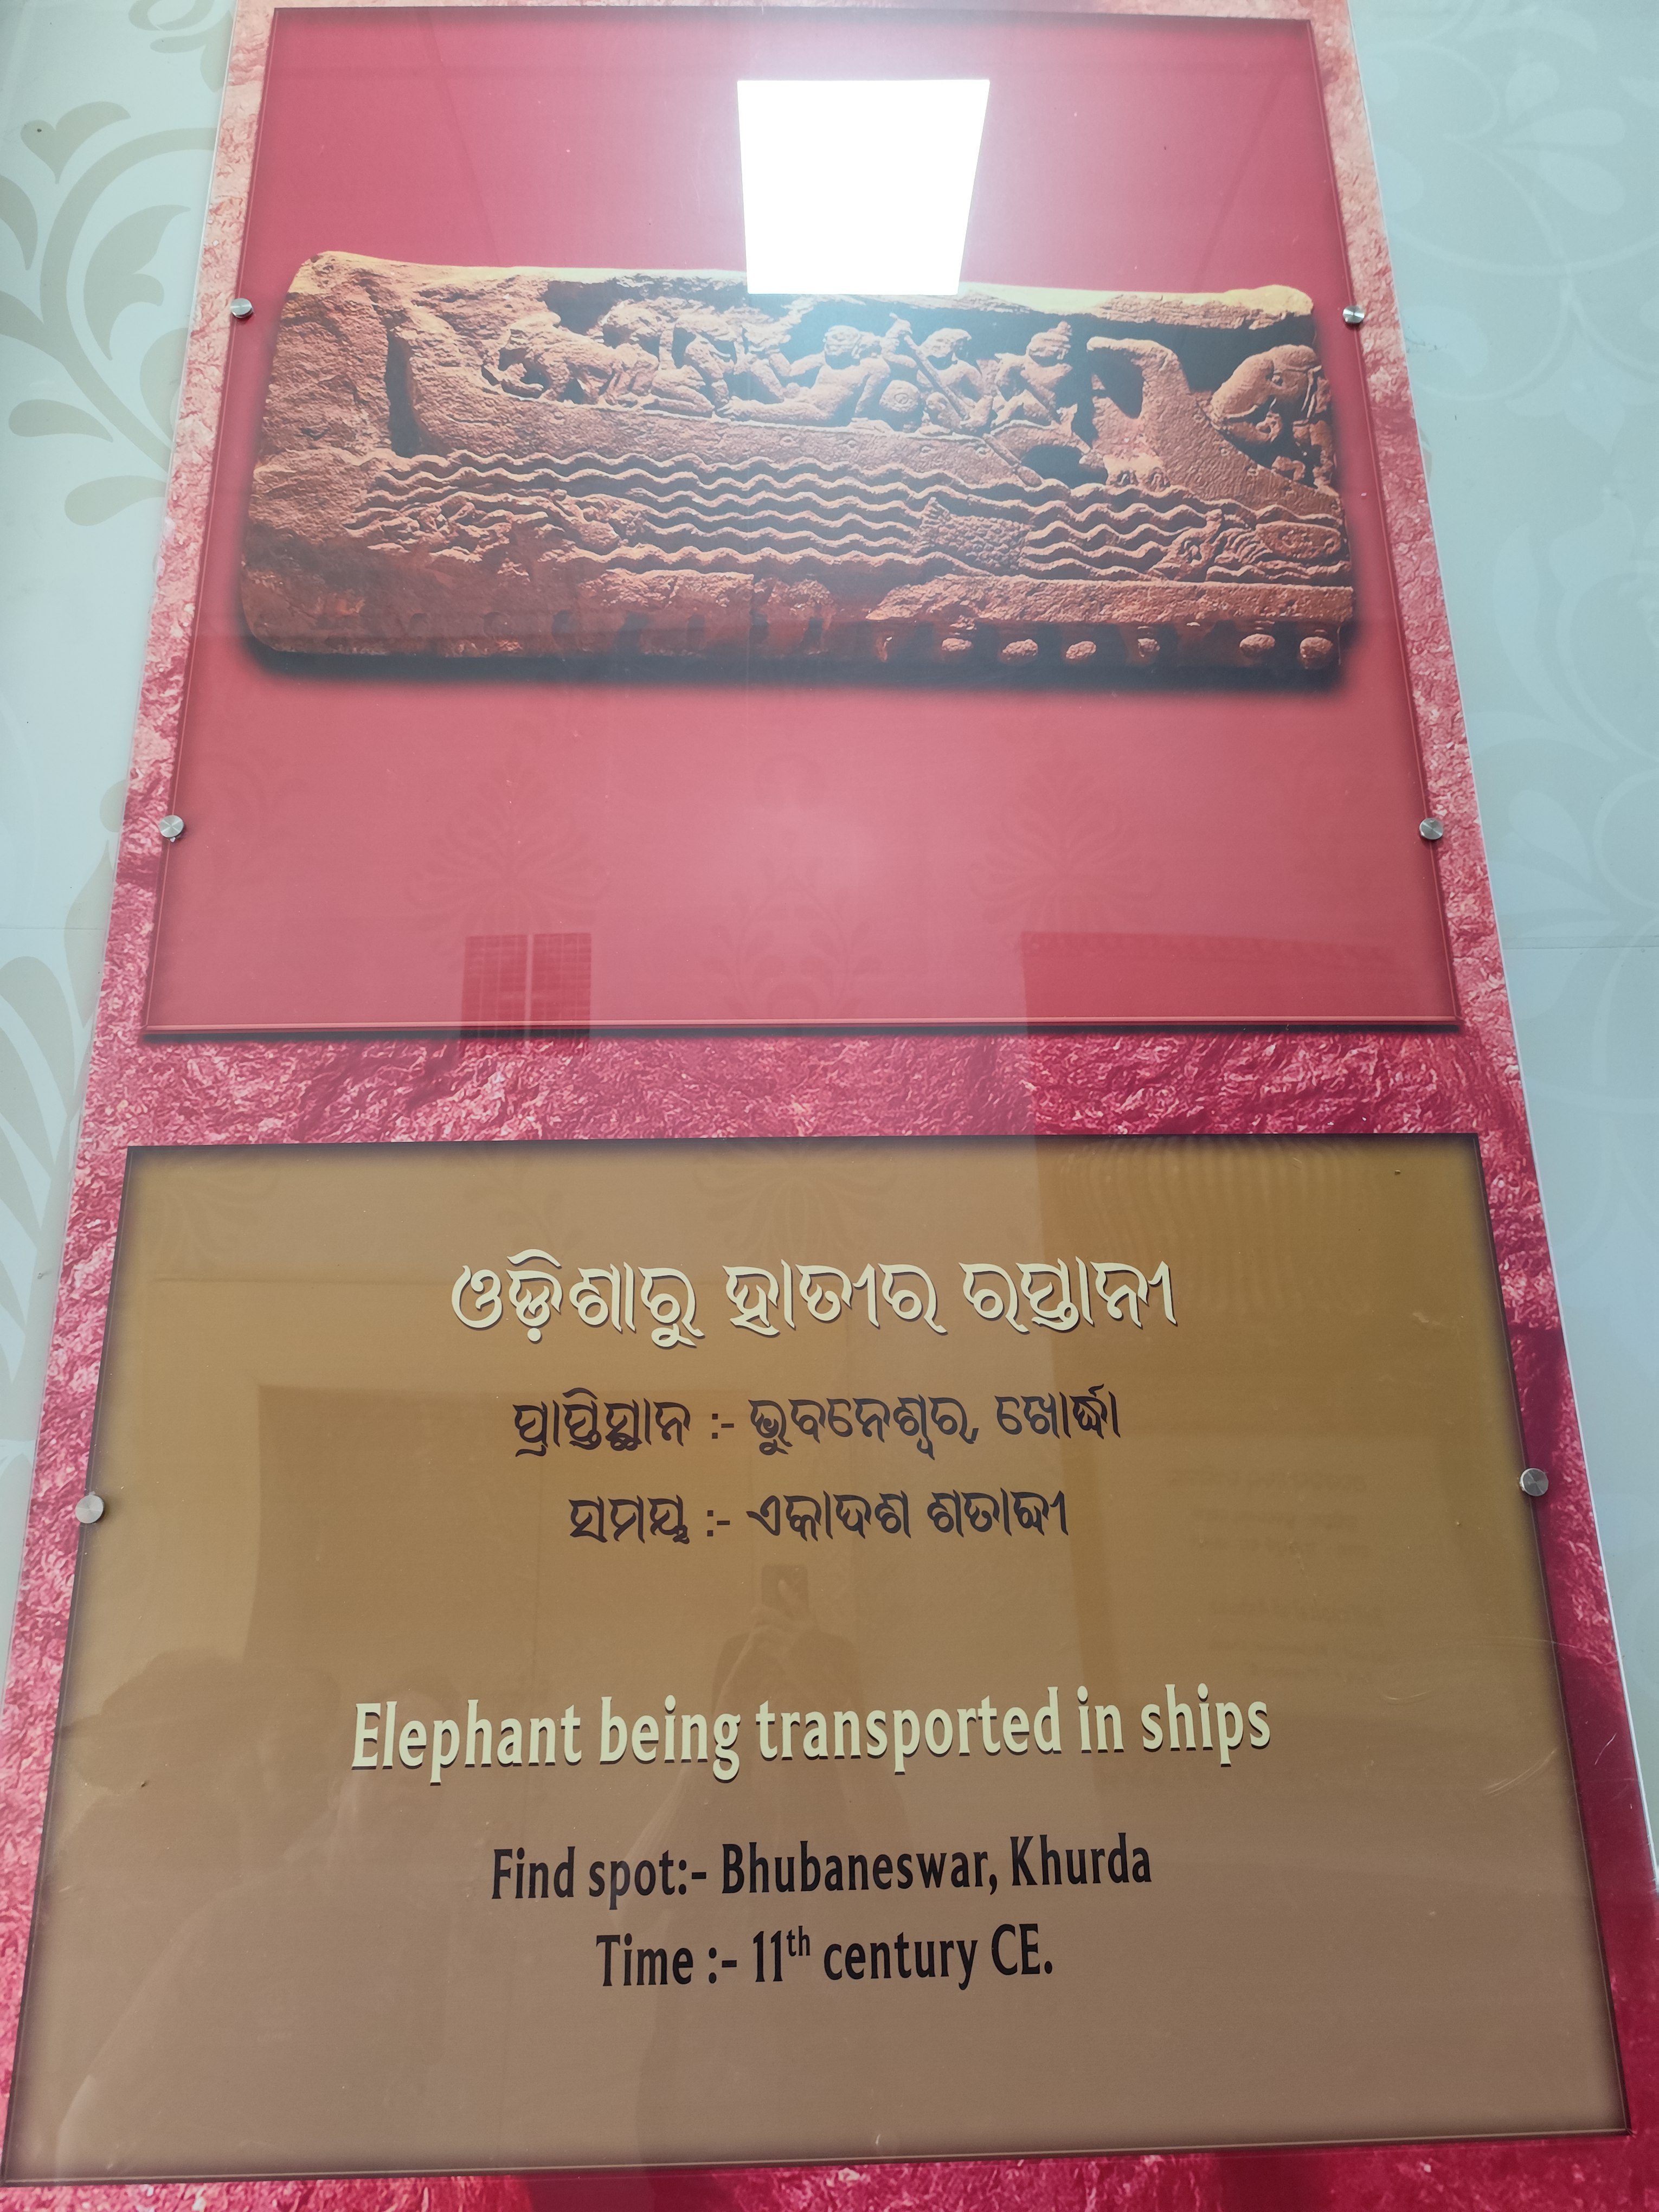 ଓଡ଼ିଶାରୁ ହାତୀର ରପ୍ତାନୀ
ପ୍ରାପ୍ତିସ୍ଥାନ :- ଭୁବନେଶ୍ୱର, ଖୋର୍ଦ୍ଧା
ସମୟ :- ଏକାଦଶ ଶତାବ୍ଦୀ
Elephant being transported in ships
Find spot:- Bhubaneswar, Khurda
Time :- 11th century CE.